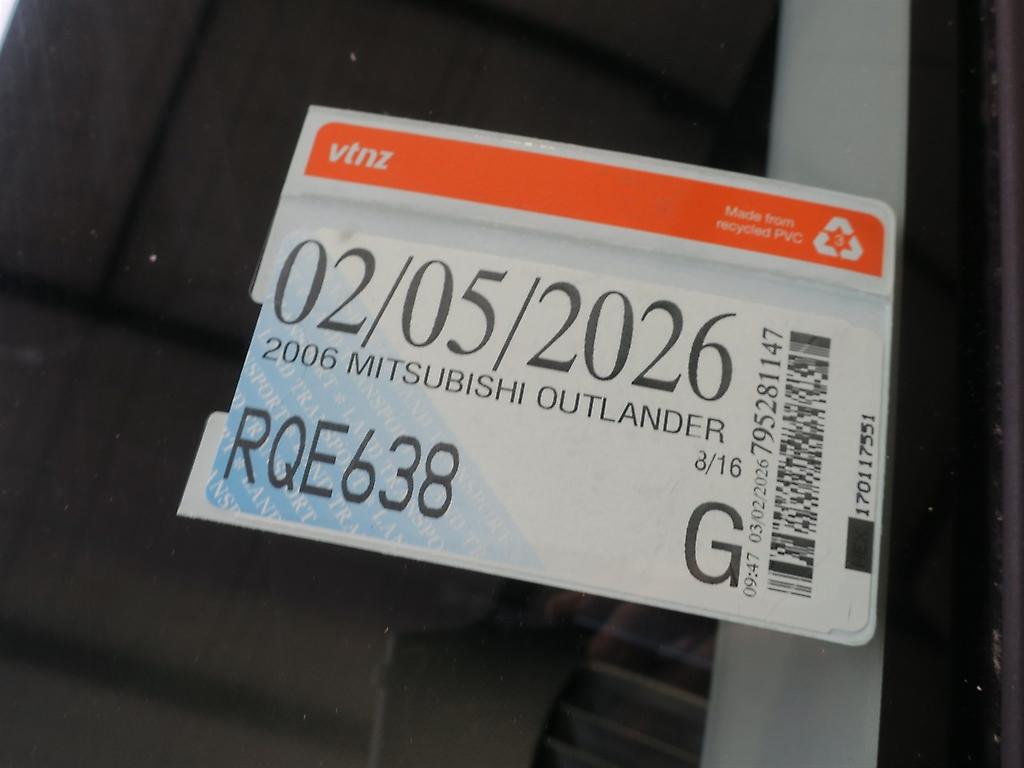 vtnz
Made from
recycled PVC
3
02/05/2026
2006 MITSUBISHI OUTLANDER
RQE638
8/16
G
09:47 03/02/2026 795281147
170117551